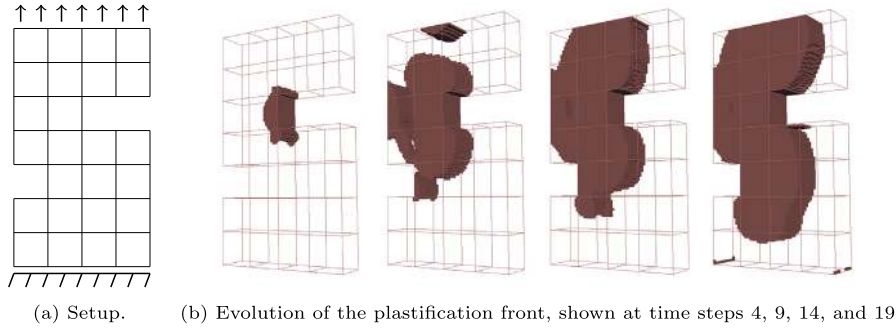 (a) Setup.
(b) Evolution of the plastification front, shown at time steps 4, 9, 14, and 19